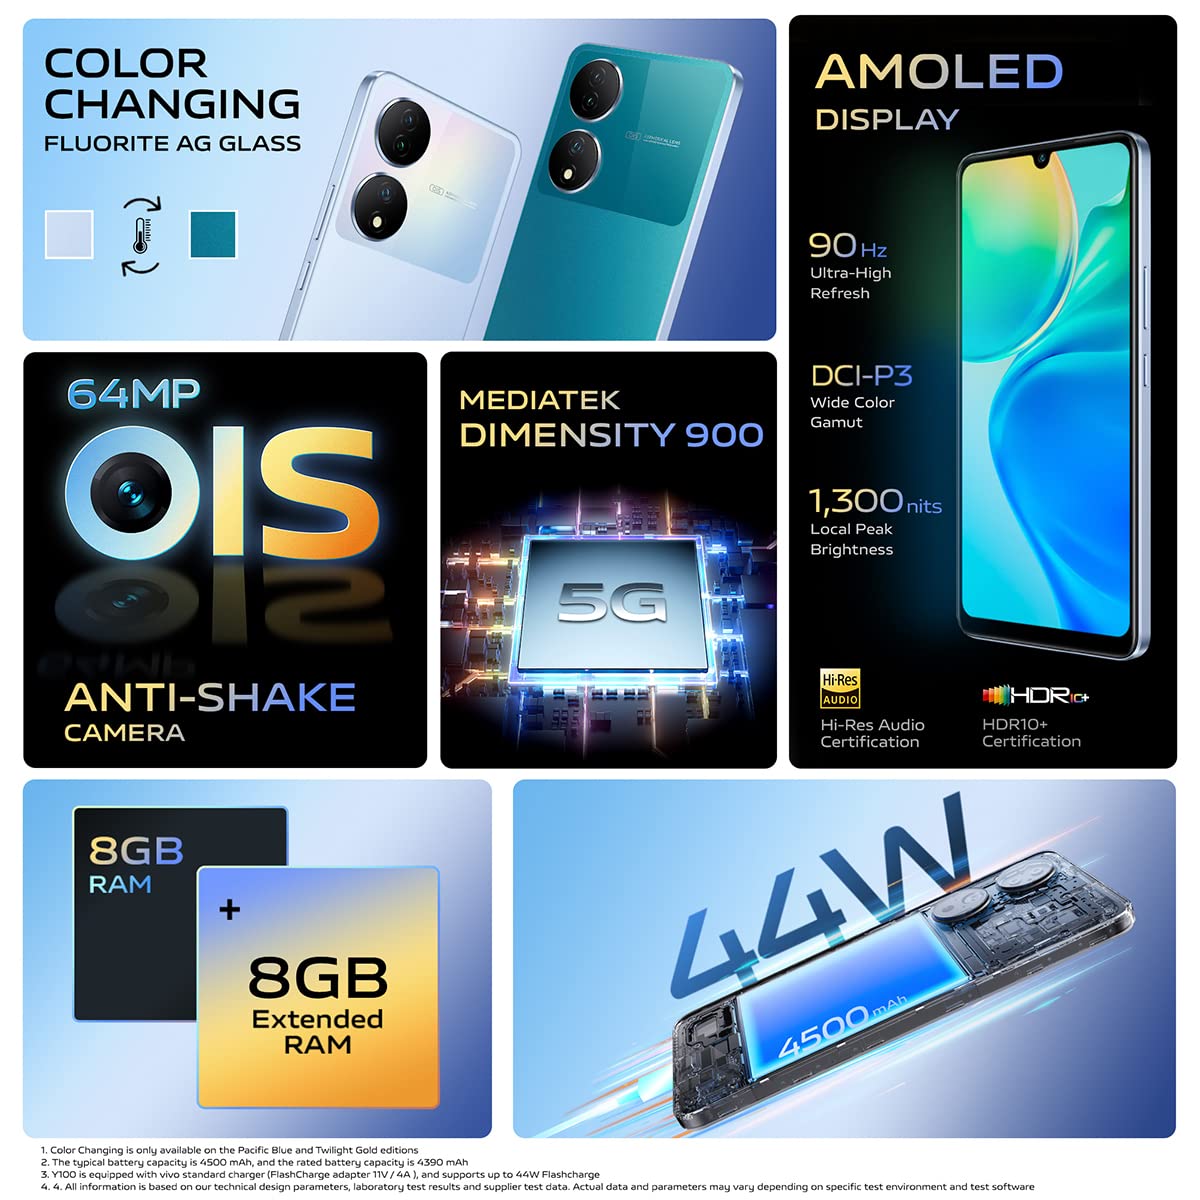 COLOR
CHANGING
FLUORITE AG GLASS
64MP
OIS
ANTI-SHAKE
CAMERA
MEDIATEK
DIMENSITY 900
5G
AMOLED
DISPLAY
90 Hz
Ultra-High
Refresh
DCI-P3
Wide Color
Gamut
1,300 nits
Local Peak
Brightness
Hi-Res
AUDIO
Hi-Res Audio
Certification
HDR10+
HDR10+
Certification
8GB
RAM
+
8GB
Extended
RAM
44W
4500 mAh
1. Color Changing is only available on the Pacific Blue and Twilight Gold editions
2. The typical battery capacity is 4500 mAh, and the rated battery capacity is 4390 mAh
3. Y100 is equipped with vivo standard charger (FlashCharge adapter 11V / 4A ), and supports up to 44W Flashcharge
4. 4. All information is based on our technical design parameters, laboratory test results and supplier test data. Actual data and parameters may vary depending on specific test environment and test software